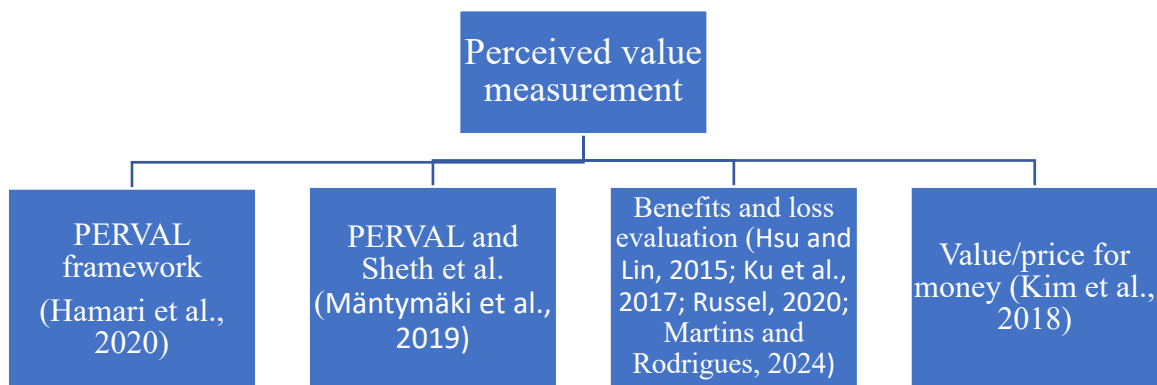 Perceived value
measurement
PERVAL
framework
(Hamari et al.,
2020)
PERVAL and
Sheth et al.
(Mäntymäki et al.,
2019)
Benefits and loss
evaluation (Hsu and
Lin, 2015; Ku et al.,
2017; Russel, 2020;
Martins and
Rodrigues, 2024)
Value/price for
money (Kim et al.,
2018)